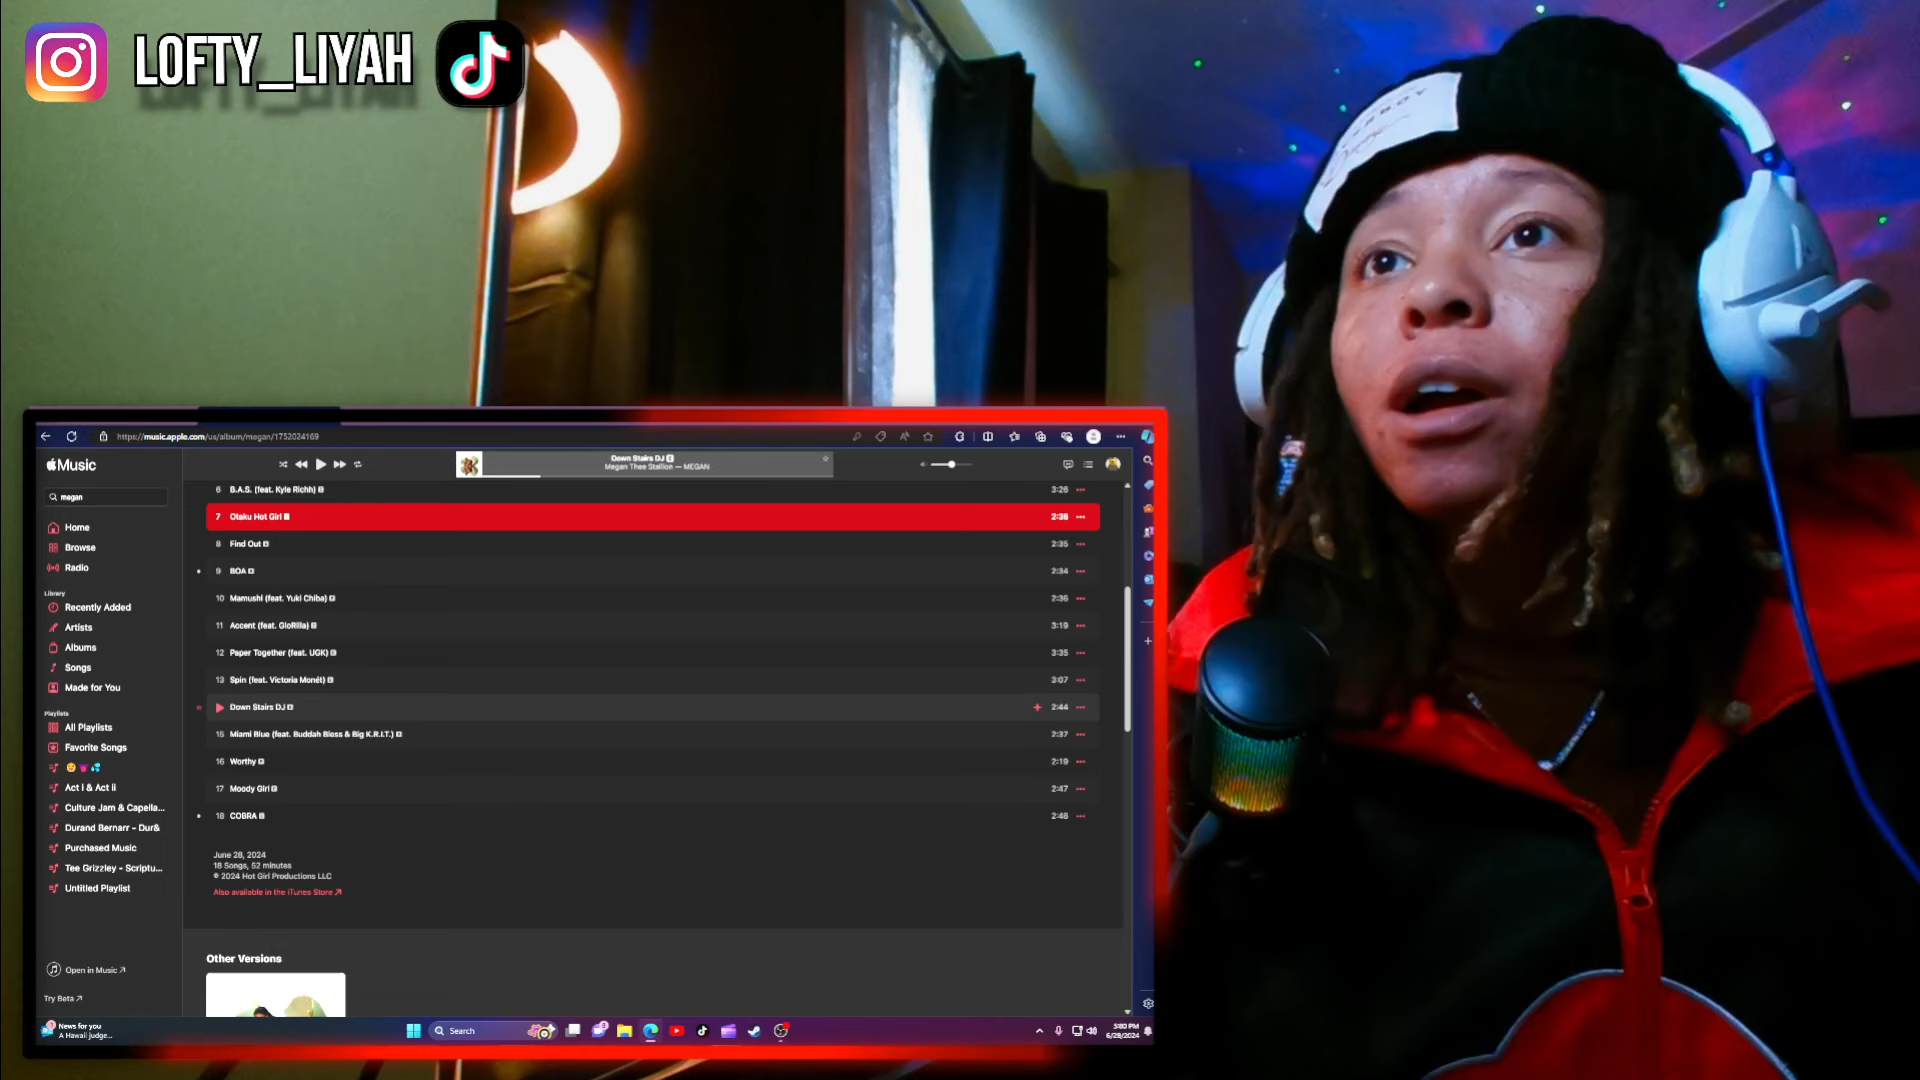 LOFTY_LIYAH
https://music.apple.com/us/album/megan/1752024169
Music
Down Stairs DJ E
Megan Thee Stallion — MEGAN
megan
Home
Browse
Radio
Library
Recently Added
Artists
Albums
Songs
Made for You
Playlists
All Playlists
Favorite Songs
Act i & Act ii
Culture Jam & Capella...
Durand Bernarr - Dur&
Purchased Music
Tee Grizzley - Scriptu...
Untitled Playlist
Open in Music ↗
Try Beta ↗
6 B.A.S. (feat. Kyle Richh) E 3:26
7 Otaku Hot Girl E 2:38
8 Find Out E 2:35
9 BOA E 2:34
10 Mamushi (feat. Yuki Chiba) E 2:36
11 Accent (feat. GloRilla) E 3:19
12 Paper Together (feat. UGK) E 3:35
13 Spin (feat. Victoria Monét) E 3:07
Down Stairs DJ E 2:44
15 Miami Blue (feat. Buddah Bless & Big K.R.I.T.) E 2:37
16 Worthy E 2:19
17 Moody Girl E 2:47
18 COBRA E 2:48
June 28, 2024
18 Songs, 52 minutes
℗ 2024 Hot Girl Productions LLC
Also available in the iTunes Store ↗
Other Versions
News for you
A Hawaii judge...
Search
PM
6/28/2024